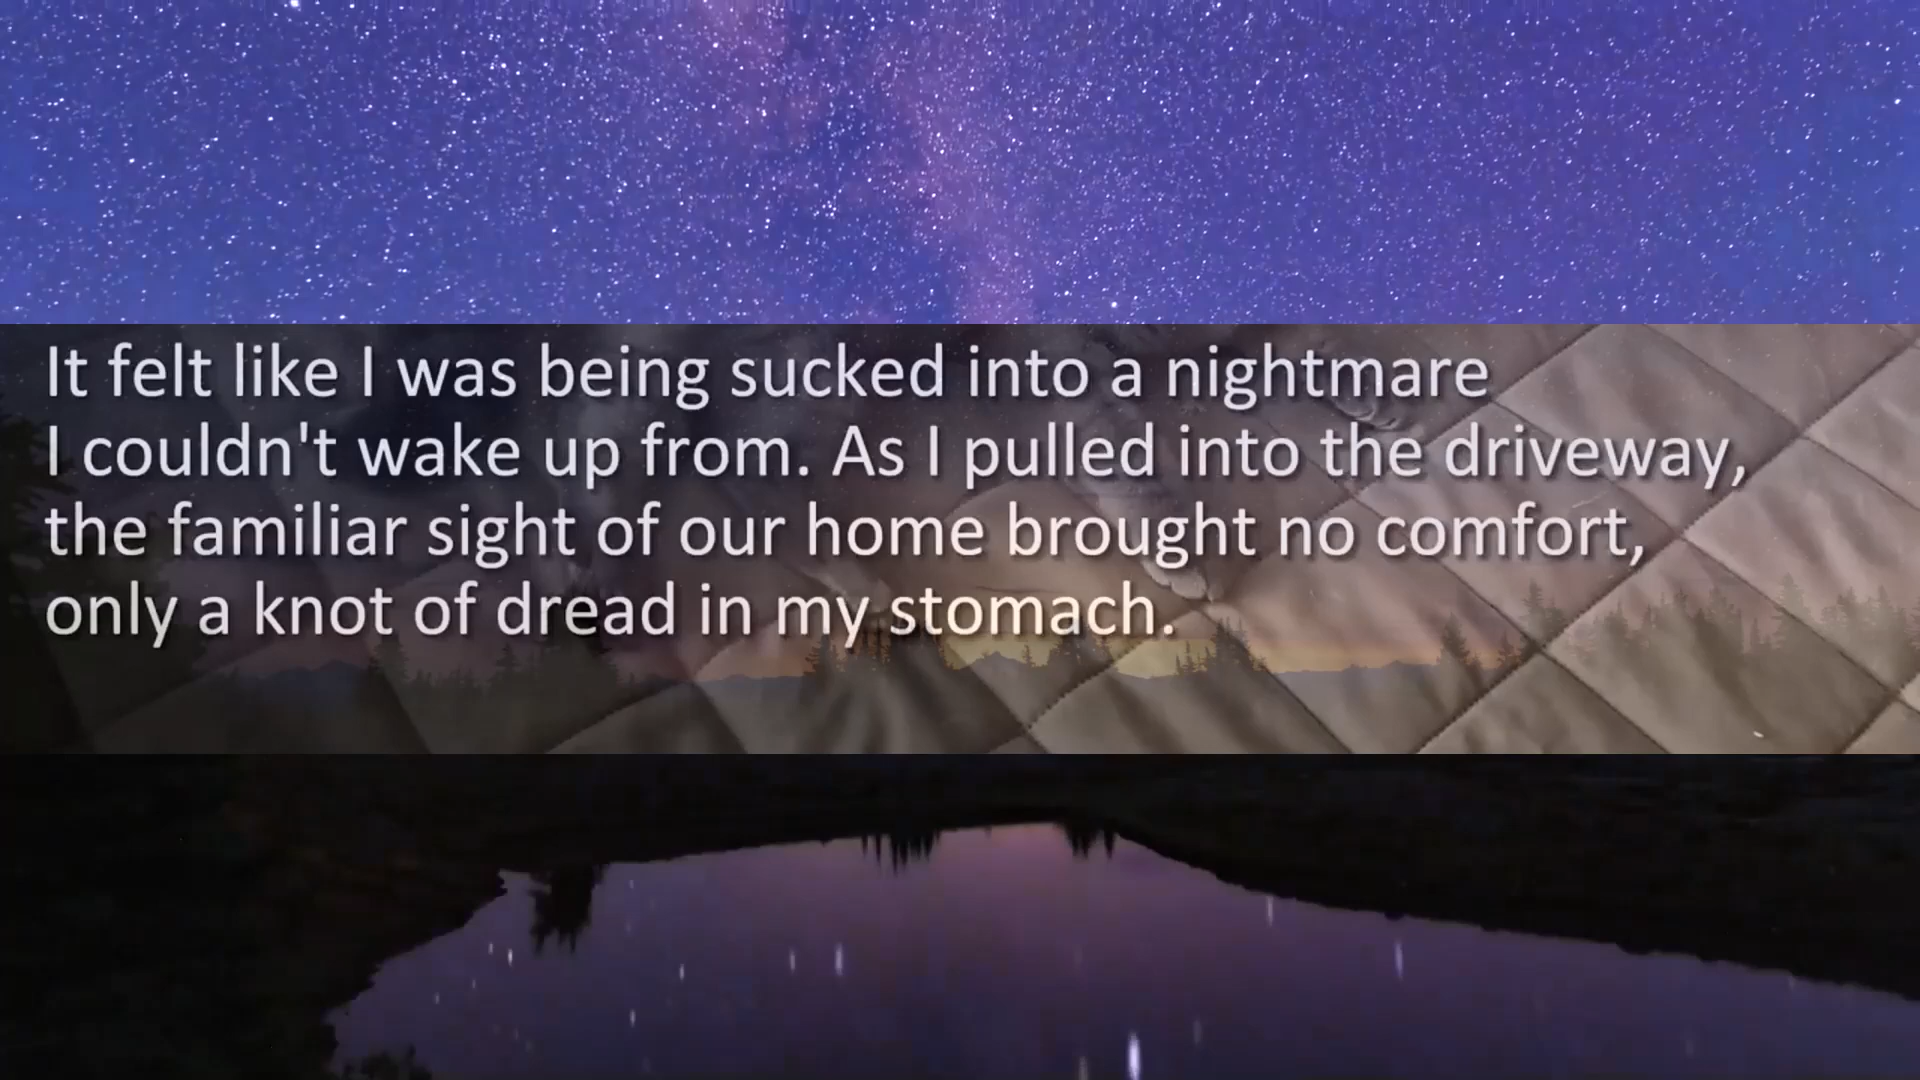 It felt like I was being sucked into a nightmare
I couldn't wake up from. As I pulled into the driveway,
the familiar sight of our home brought no comfort,
only a knot of dread in my stomach.